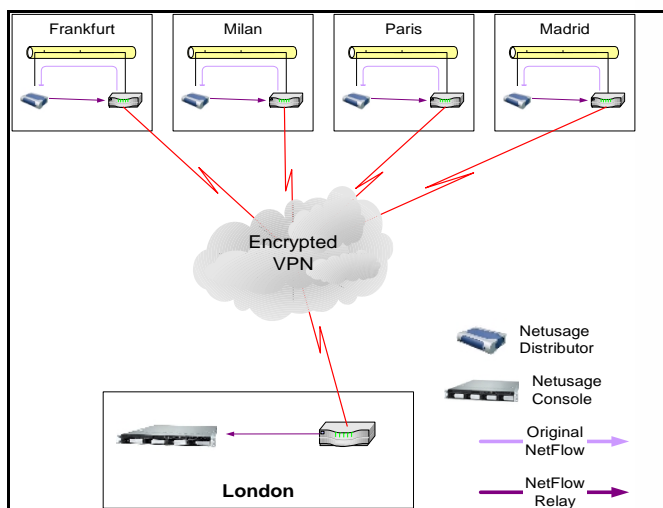 Frankfurt
Milan
Paris
Madrid
Encrypted
VPN
Netusage
Distributor
Netusage
Console
Original
NetFlow
NetFlow
Relay
London